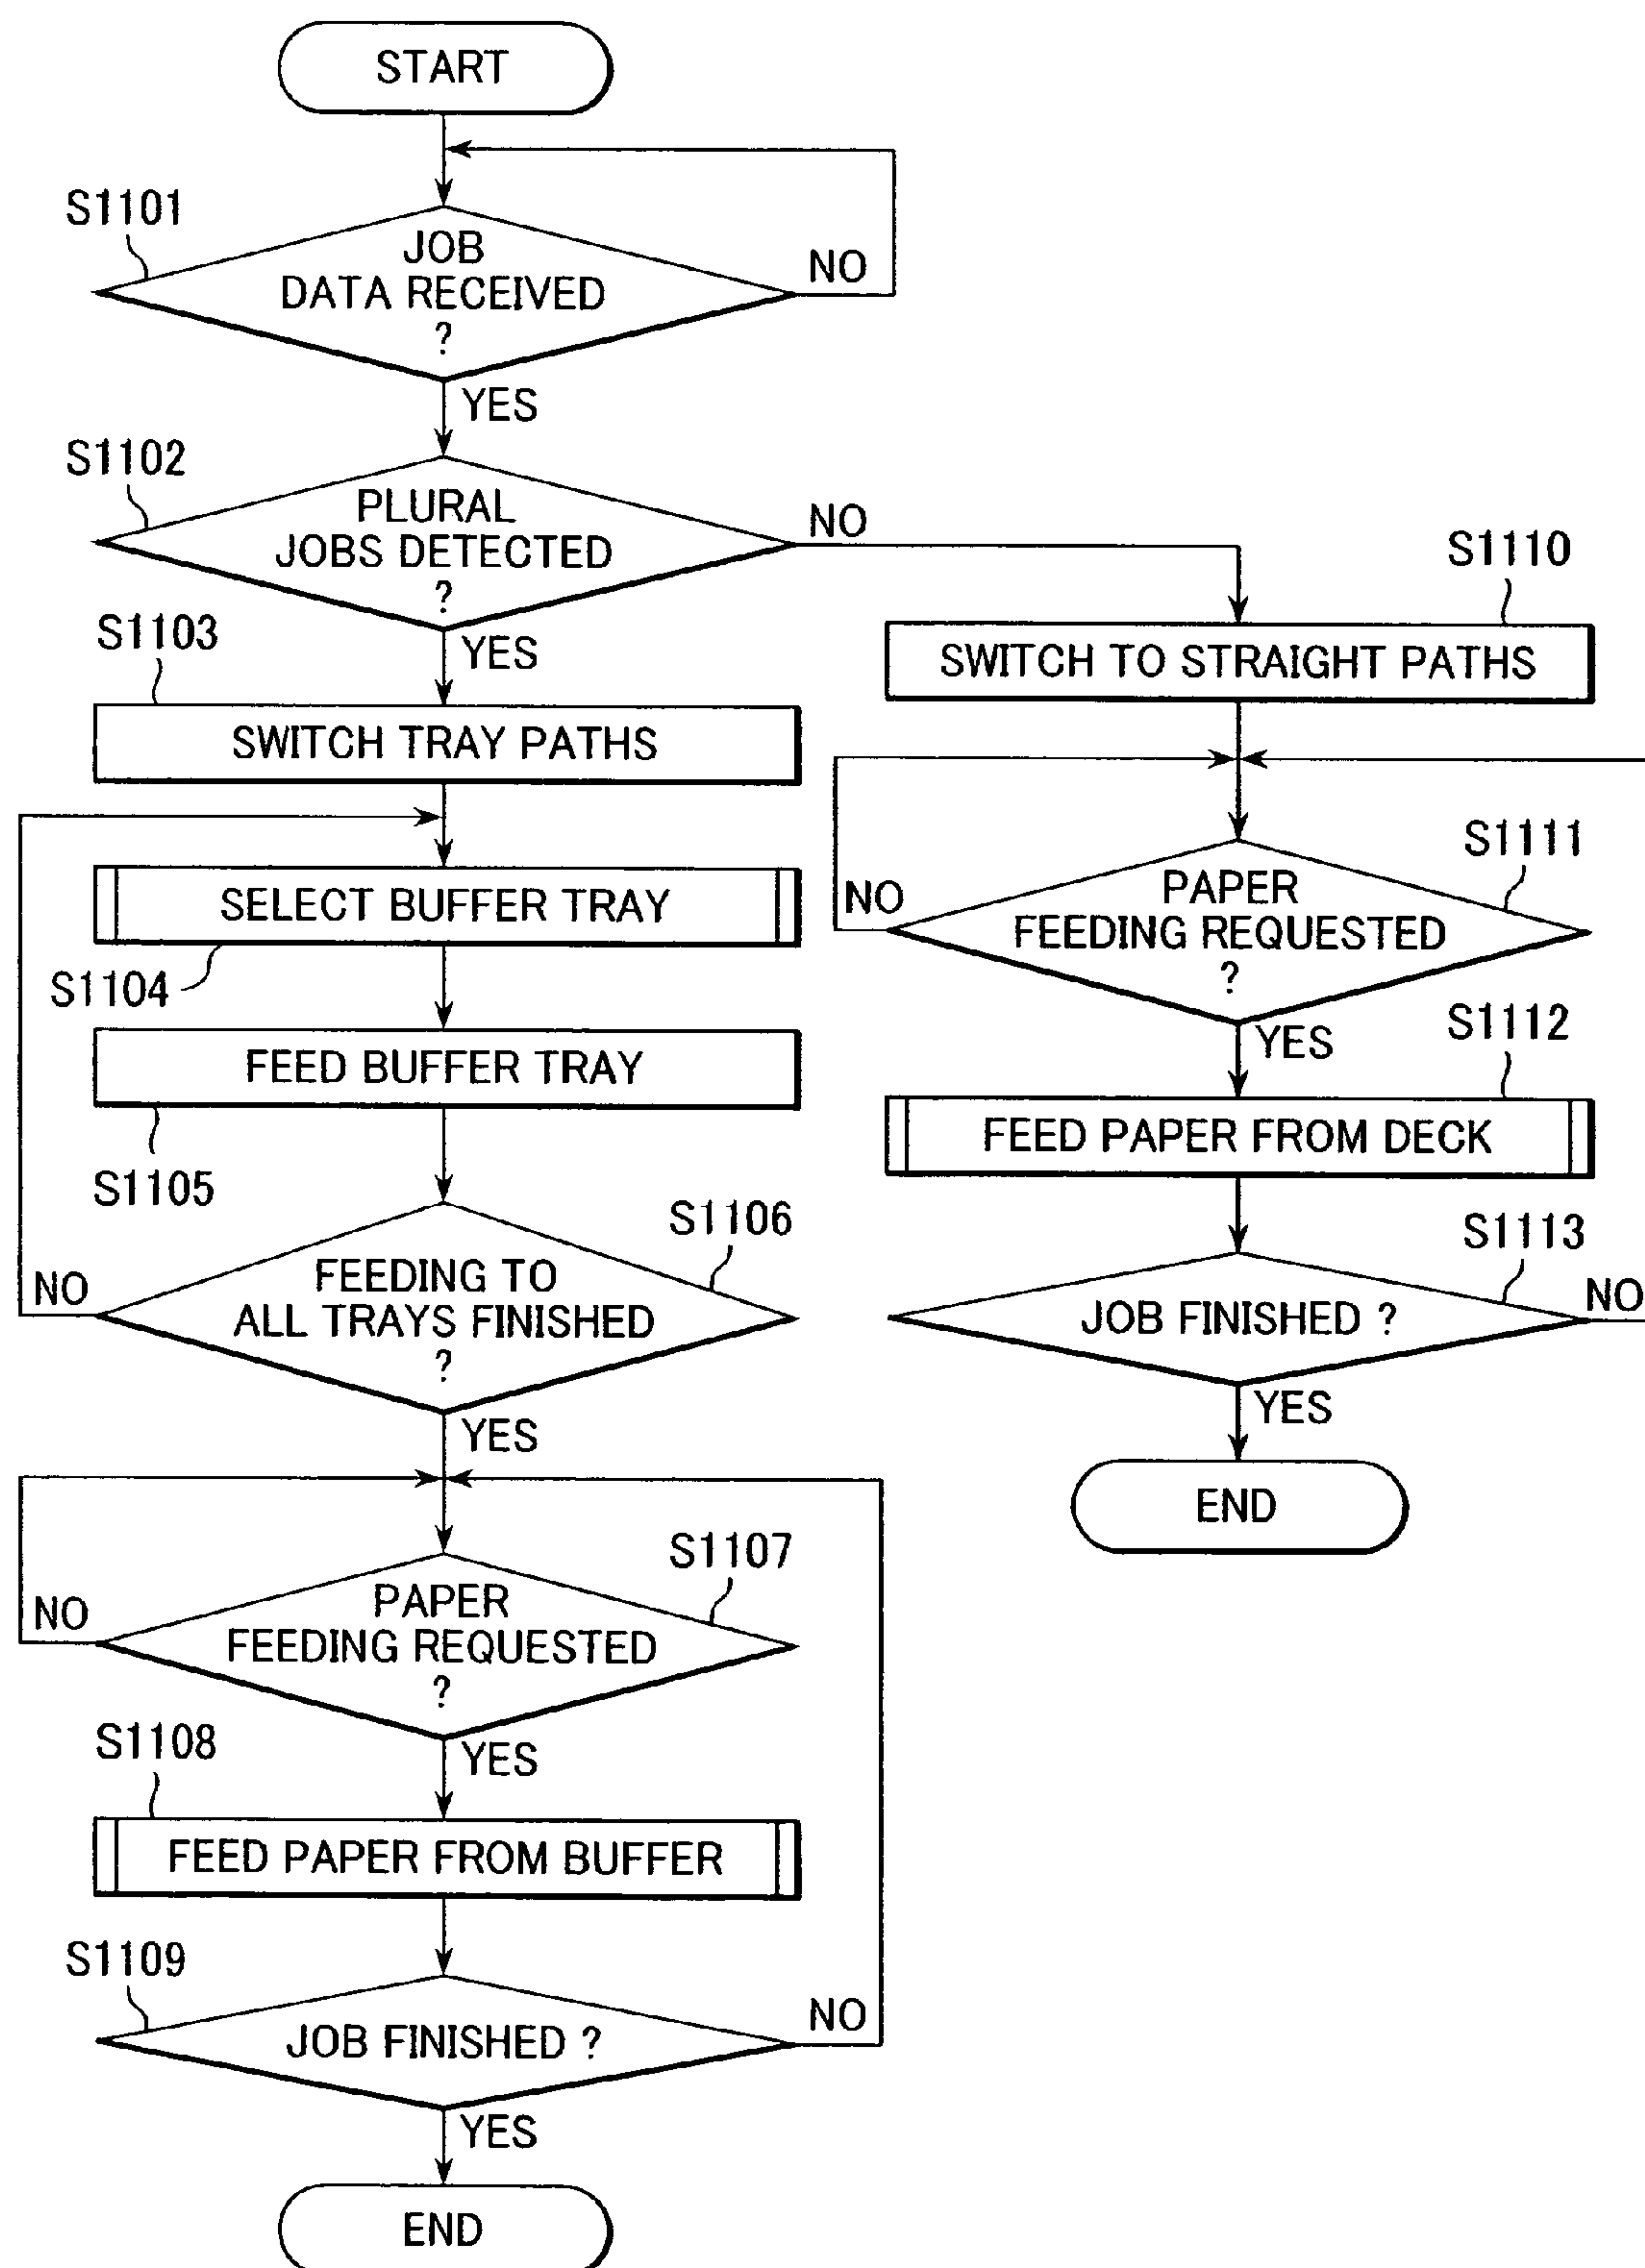 START
S1101
JOB
DATA RECEIVED
?
NO
YES
S1102
PLURAL
JOBS DETECTED
?
NO
YES
S1103
SWITCH TRAY PATHS
SELECT BUFFER TRAY
S1104
FEED BUFFER TRAY
S1105
S1106
FEEDING TO
ALL TRAYS FINISHED
?
NO
YES
S1107
PAPER
FEEDING REQUESTED
?
NO
YES
S1108
FEED PAPER FROM BUFFER
S1109
JOB FINISHED ?
NO
YES
END
S1110
SWITCH TO STRAIGHT PATHS
S1111
PAPER
FEEDING REQUESTED
?
NO
YES
S1112
FEED PAPER FROM DECK
S1113
JOB FINISHED ?
NO
YES
END